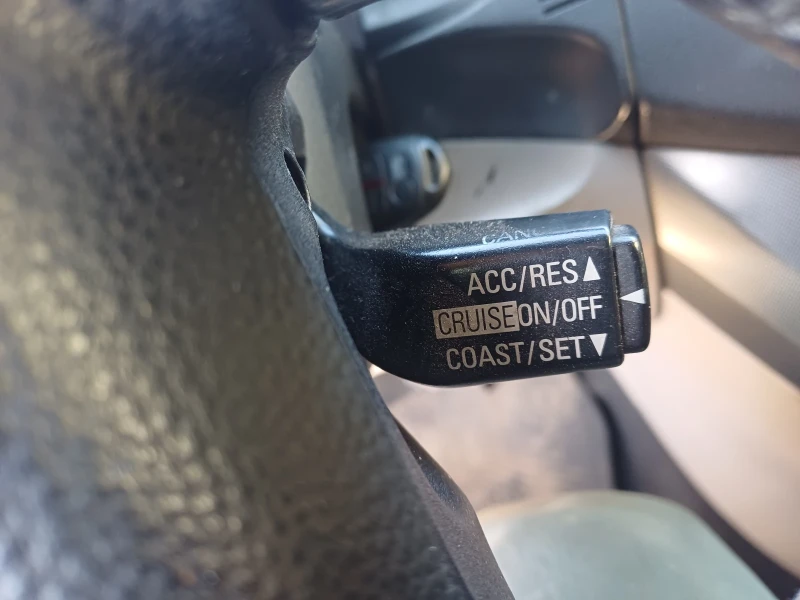 ACC/RES▲
CRUISE ON/OFF
COAST/SET▼